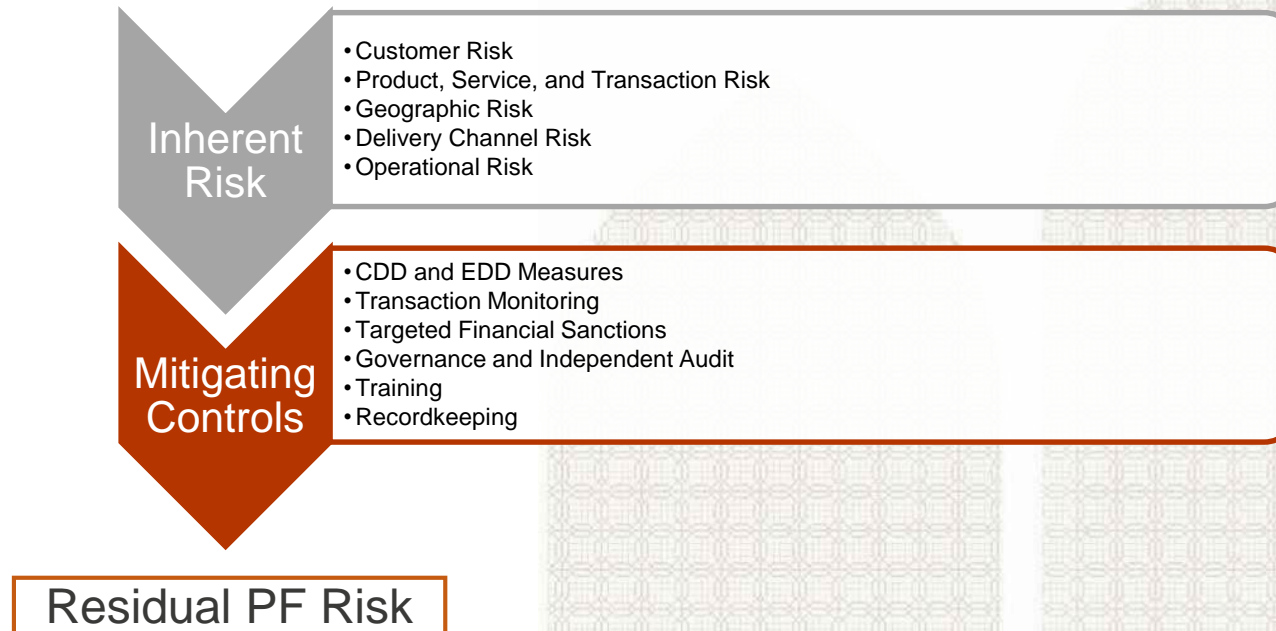 Inherent
Risk
•Customer Risk
•Product, Service, and Transaction Risk
•Geographic Risk
•Delivery Channel Risk
•Operational Risk
Mitigating
Controls
•CDD and EDD Measures
•Transaction Monitoring
•Targeted Financial Sanctions
•Governance and Independent Audit
•Training
•Recordkeeping
Residual PF Risk